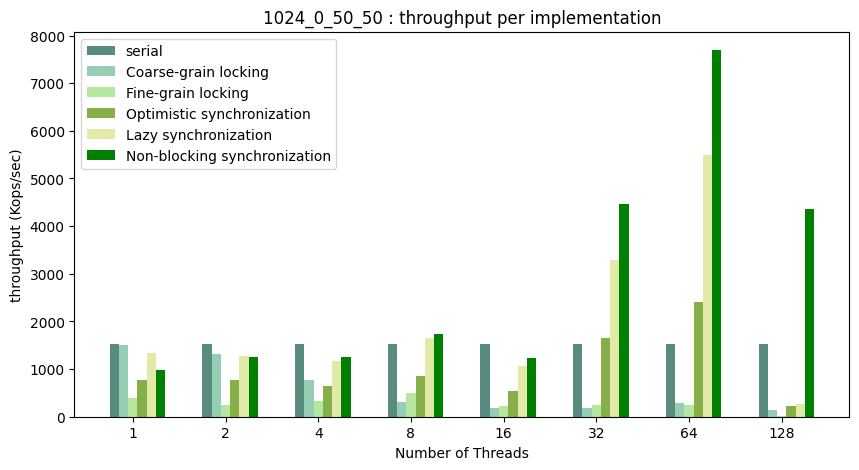 1024_0_50_50 : throughput per implementation
8000
7000
6000
5000
4000
3000
2000
1000
0
throughput (Kops/sec)
serial
Coarse-grain locking
Fine-grain locking
Optimistic synchronization
Lazy synchronization
Non-blocking synchronization
1 2 4 8 16 32 64 128
Number of Threads